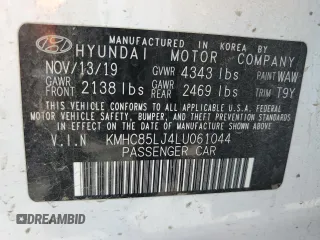 MANUFACTURED IN KOREA BY
HYUNDAI MOTOR COMPANY
NOV/13/19 GVWR 4343 lbs PAINT WAW
GAWR FRONT 2138 lbs GAWR REAR 2469 lbs TRIM T9Y
THIS VEHICLE CONFORMS TO ALL APPLICABLE U.S. FEDERAL
MOTOR VEHICLE SAFETY, BUMPER, AND THEFT PREVENTION
STANDARDS IN EFFECT ON THE DATE OF MANUFACTURE
SHOWN ABOVE.
V.I.N KMHC85LJ4LU061044
PASSENGER CAR
© DREAMBID